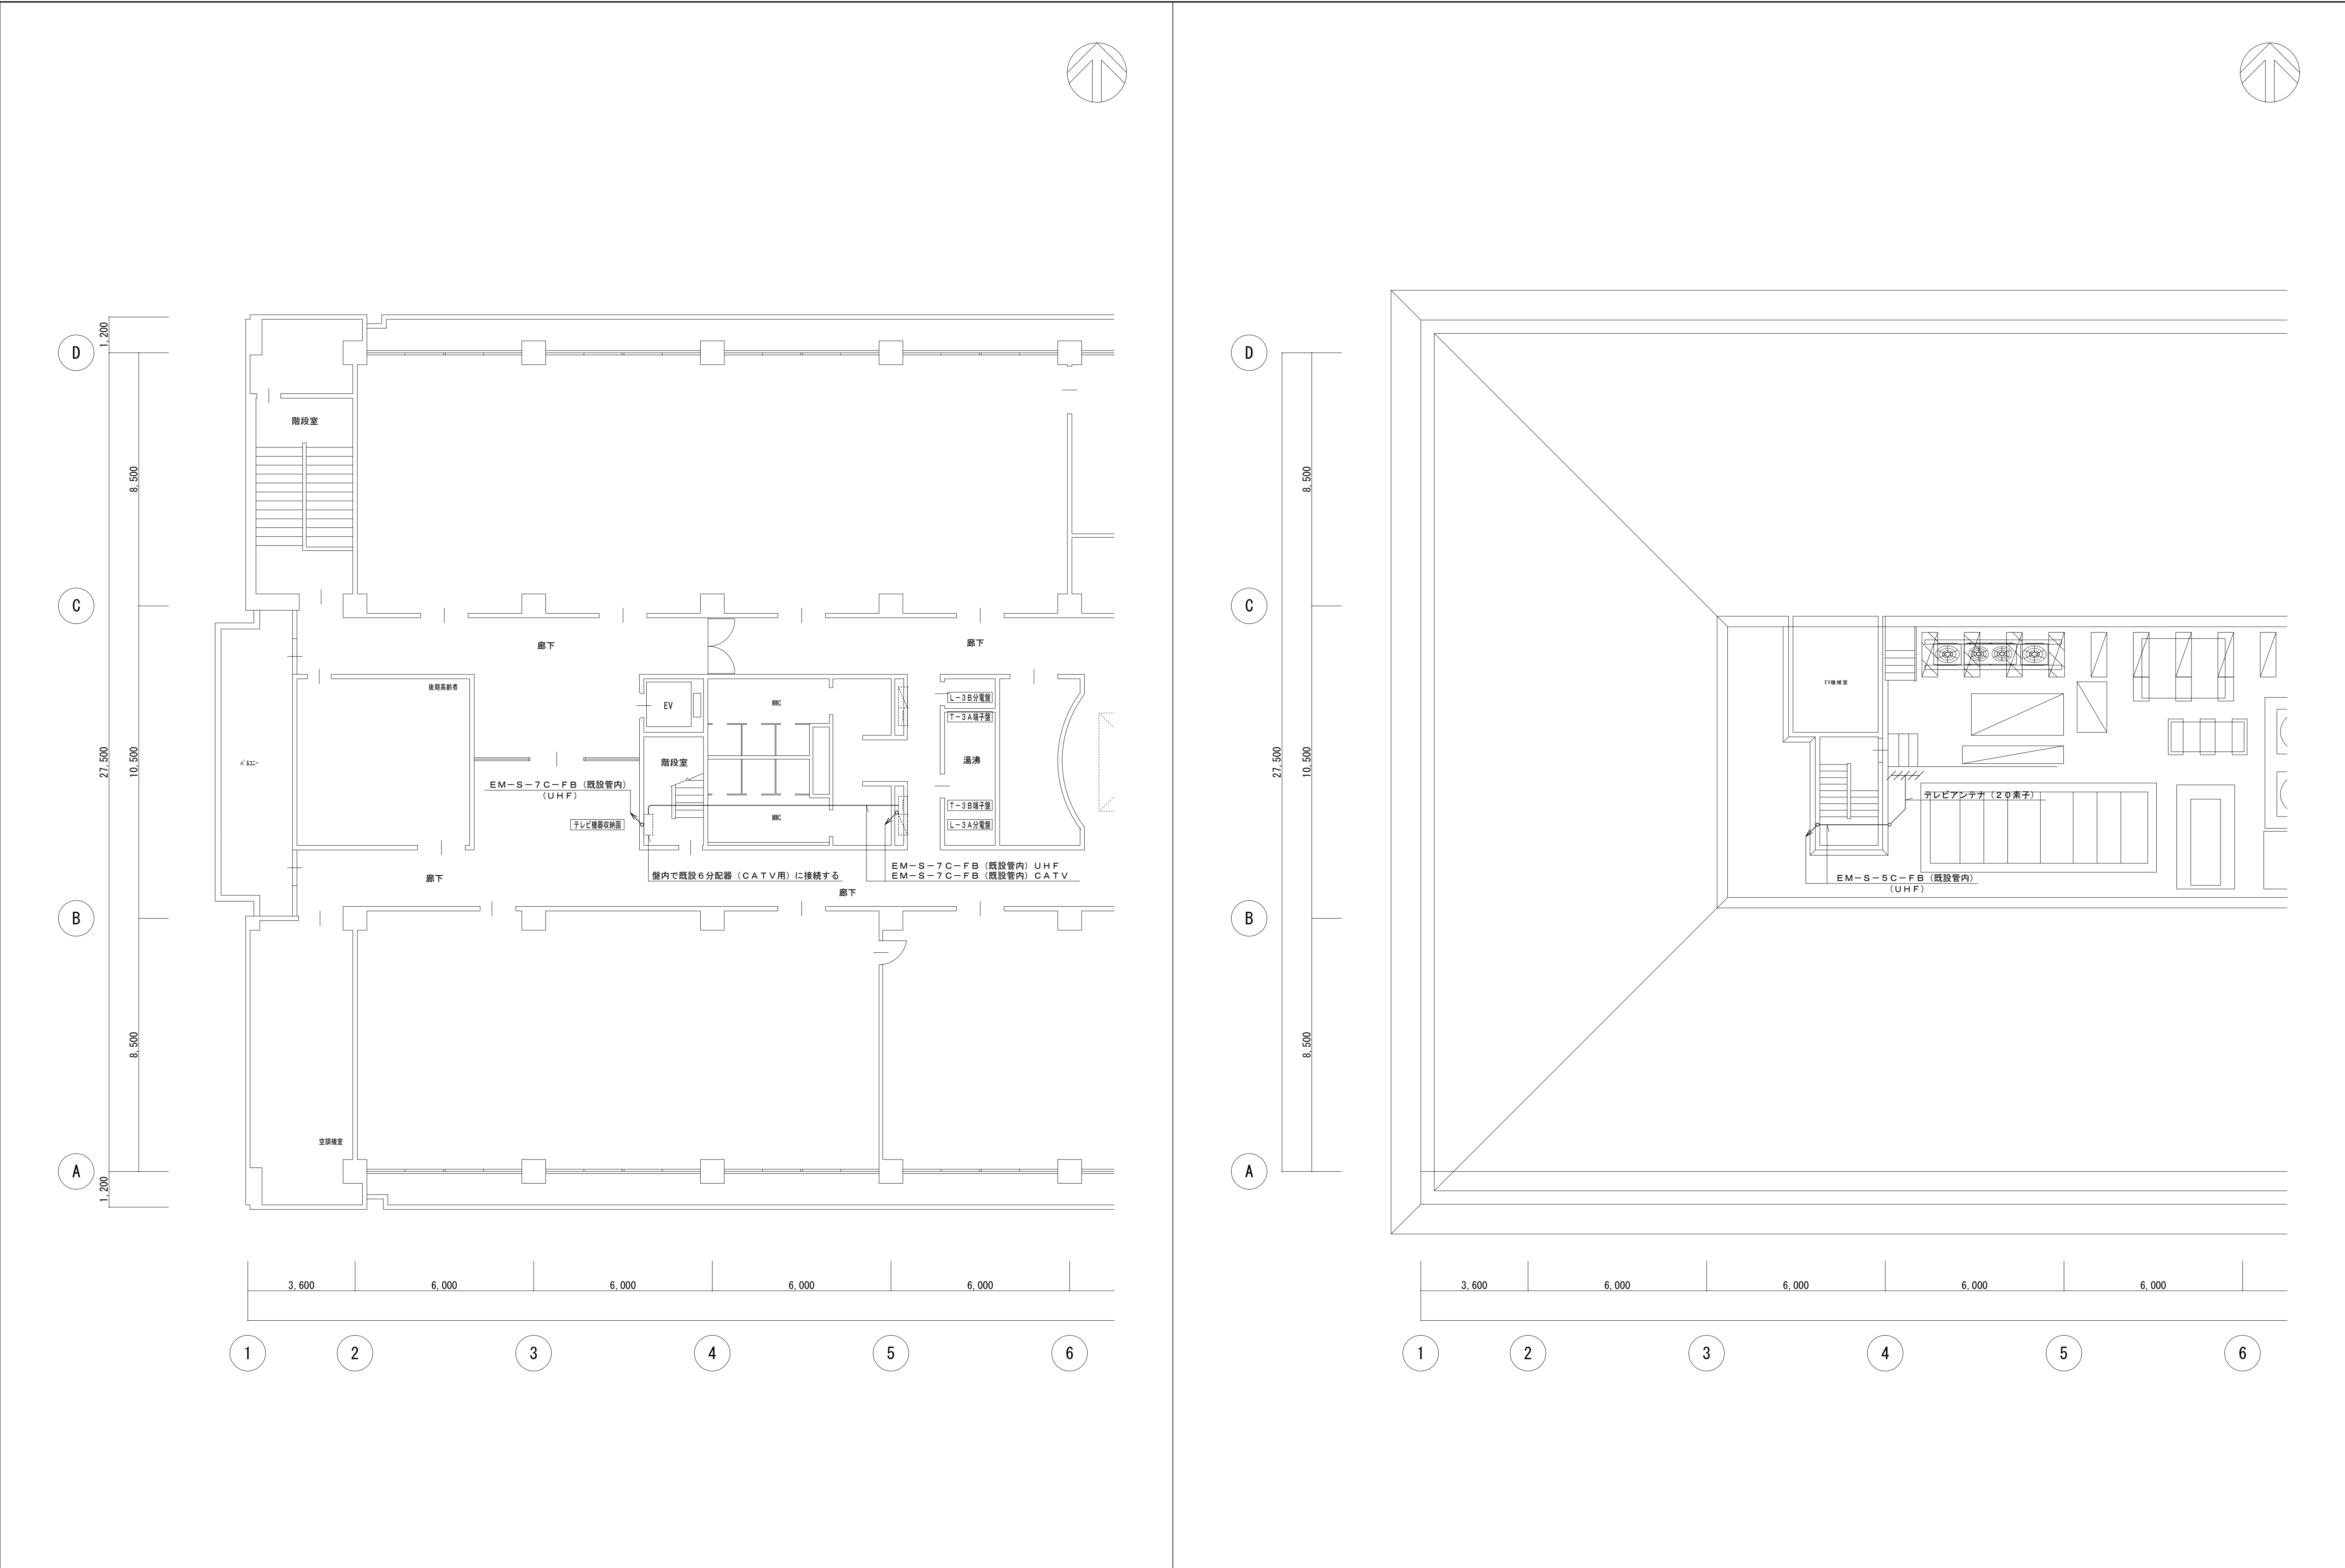 D
C
B
A
1,200
8,500
10,500
27,500
8,500
1,200
階段室
廊下
廊下
後期高齢者
EV
WWC
L－3B分電盤
T－3A端子盤
ﾊﾞﾙｺﾆｰ
階段室
湯沸
EM－S－7C－FB（既設管内）
（UHF）
テレビ機器収納函
MWC
T－3B端子盤
L－3A分電盤
盤内で既設6分配器（CATV用）に接続する
EM－S－7C－FB（既設管内）UHF
EM－S－7C－FB（既設管内）CATV
廊下
廊下
空調機室
3,600
6,000
6,000
6,000
6,000
1
2
3
4
5
6
D
C
B
A
8,500
10,500
27,500
8,500
EV機械室
テレビアンテナ（20素子）
EM－S－5C－FB（既設管内）
（UHF）
3,600
6,000
6,000
6,000
6,000
1
2
3
4
5
6